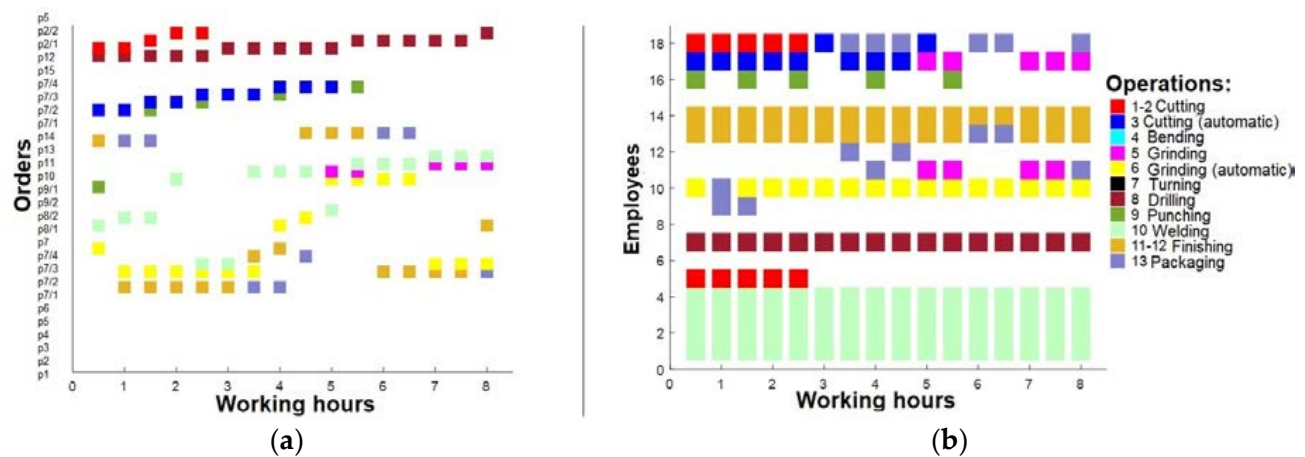 p5
p2/2
p2/1
p12
p15
p7/4
p7/3
p7/2
p7/1
p14
p13
p11
p10
p9/1
p9/2
p8/2
p8/1
p7
p7/4
p7/3
p7/2
p7/1
p6
p5
p4
p3
p2
p1
Orders
0 1 2 3 4 5 6 7 8
Working hours
(a)
18
16
14
12
10
8
6
4
2
0
Employees
0 1 2 3 4 5 6 7 8
Working hours
(b)
Operations:
1-2 Cutting
3 Cutting (automatic)
4 Bending
5 Grinding
6 Grinding (automatic)
7 Turning
8 Drilling
9 Punching
10 Welding
11-12 Finishing
13 Packaging